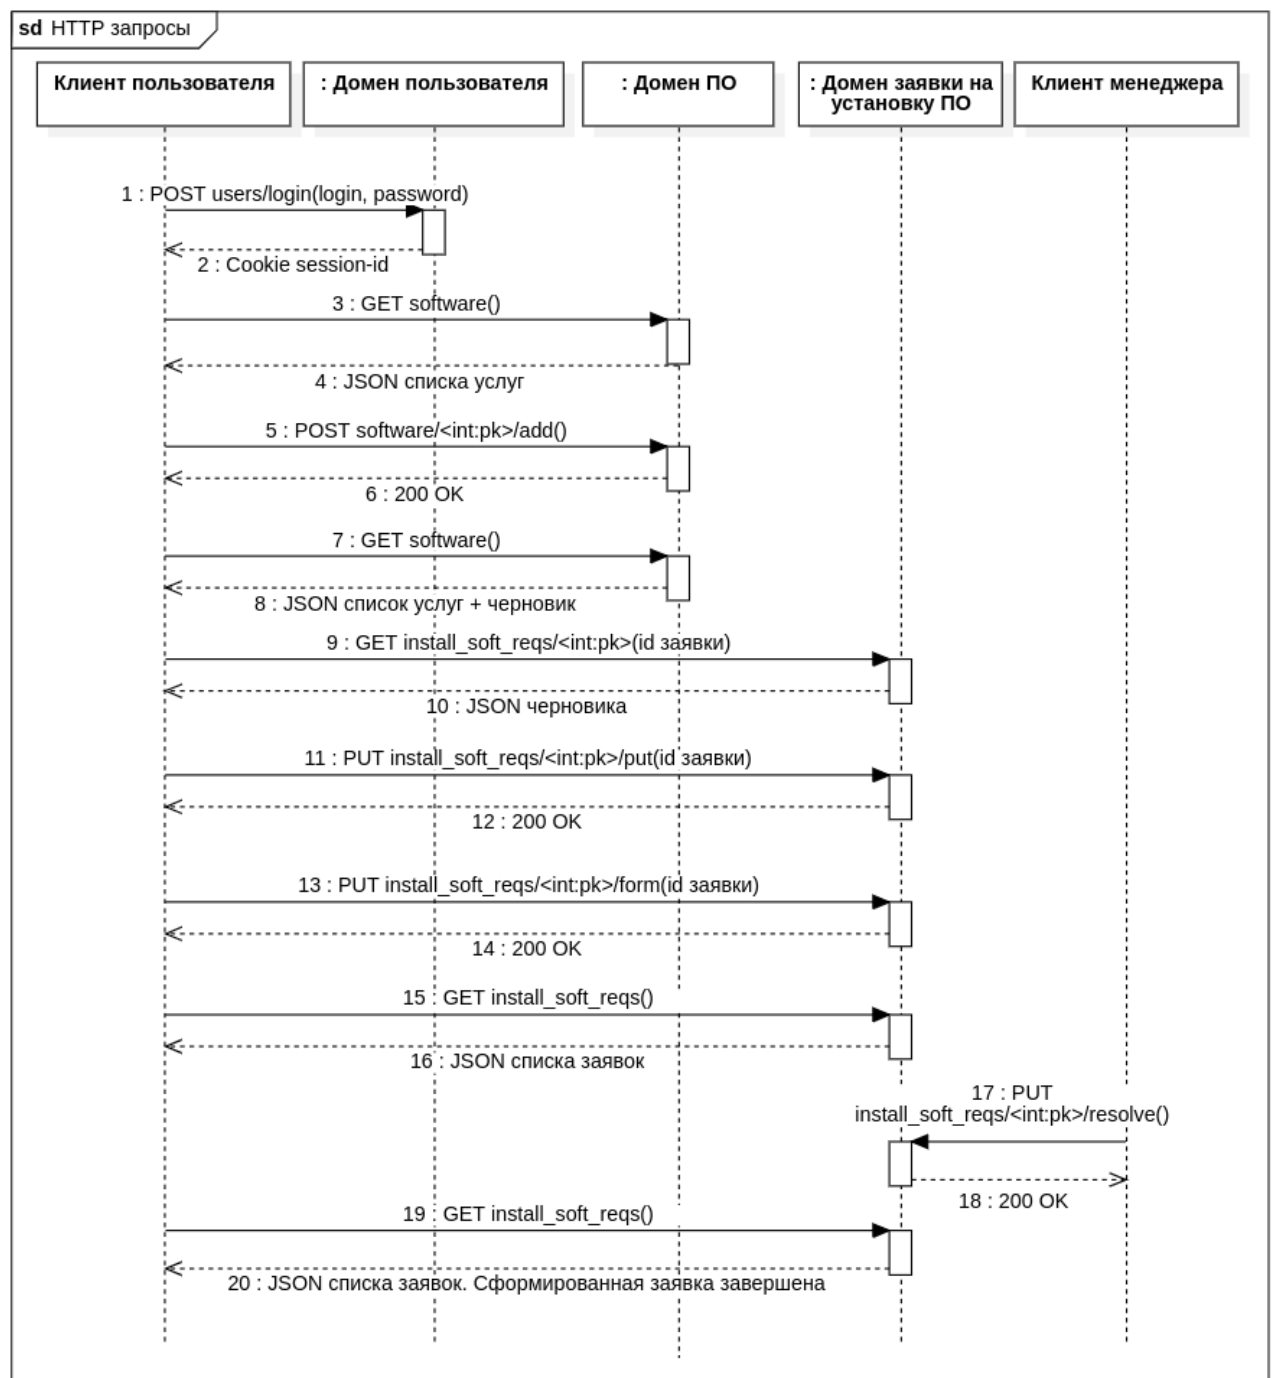 sd HTTP запросы
Клиент пользователя
: Домен пользователя
: Домен ПО
: Домен заявки на
установку ПО
Клиент менеджера
1 : POST users/login(login, password)
2 : Cookie session-id
3 : GET software()
4 : JSON списка услуг
5 : POST software/<int:pk>/add()
6 : 200 OK
7 : GET software()
8 : JSON список услуг + черновик
9 : GET install_soft_reqs/<int:pk>(id заявки)
10 : JSON черновика
11 : PUT install_soft_reqs/<int:pk>/put(id заявки)
12 : 200 OK
13 : PUT install_soft_reqs/<int:pk>/form(id заявки)
14 : 200 OK
15 : GET install_soft_reqs()
16 : JSON списка заявок
17 : PUT
install_soft_reqs/<int:pk>/resolve()
18 : 200 OK
19 : GET install_soft_reqs()
20 : JSON списка заявок. Сформированная заявка завершена